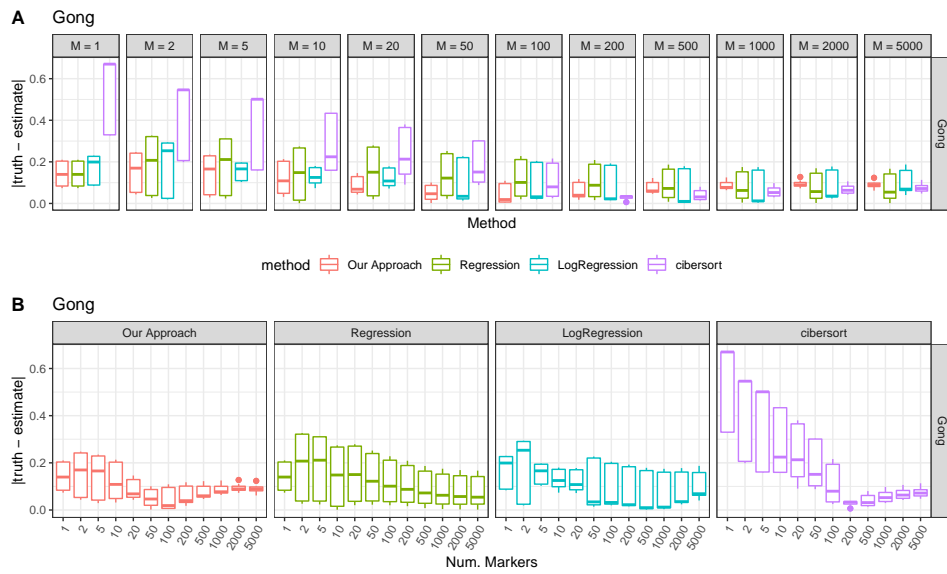 A
Gong
M = 1 M = 2 M = 5 M = 10 M = 20 M = 50 M = 100 M = 200 M = 500 M = 1000 M = 2000 M = 5000
0.6
0.4
0.2
0.0
|truth − estimate|
Gong
Method
method Our Approach Regression LogRegression cibersort
B
Gong
Our Approach Regression LogRegression cibersort
0.6
0.4
0.2
0.0
|truth − estimate|
Gong
1 2 5 10 20 50 100 200 500 1000 2000 5000 1 2 5 10 20 50 100 200 500 1000 2000 5000 1 2 5 10 20 50 100 200 500 1000 2000 5000 1 2 5 10 20 50 100 200 500 1000 2000 5000
Num. Markers